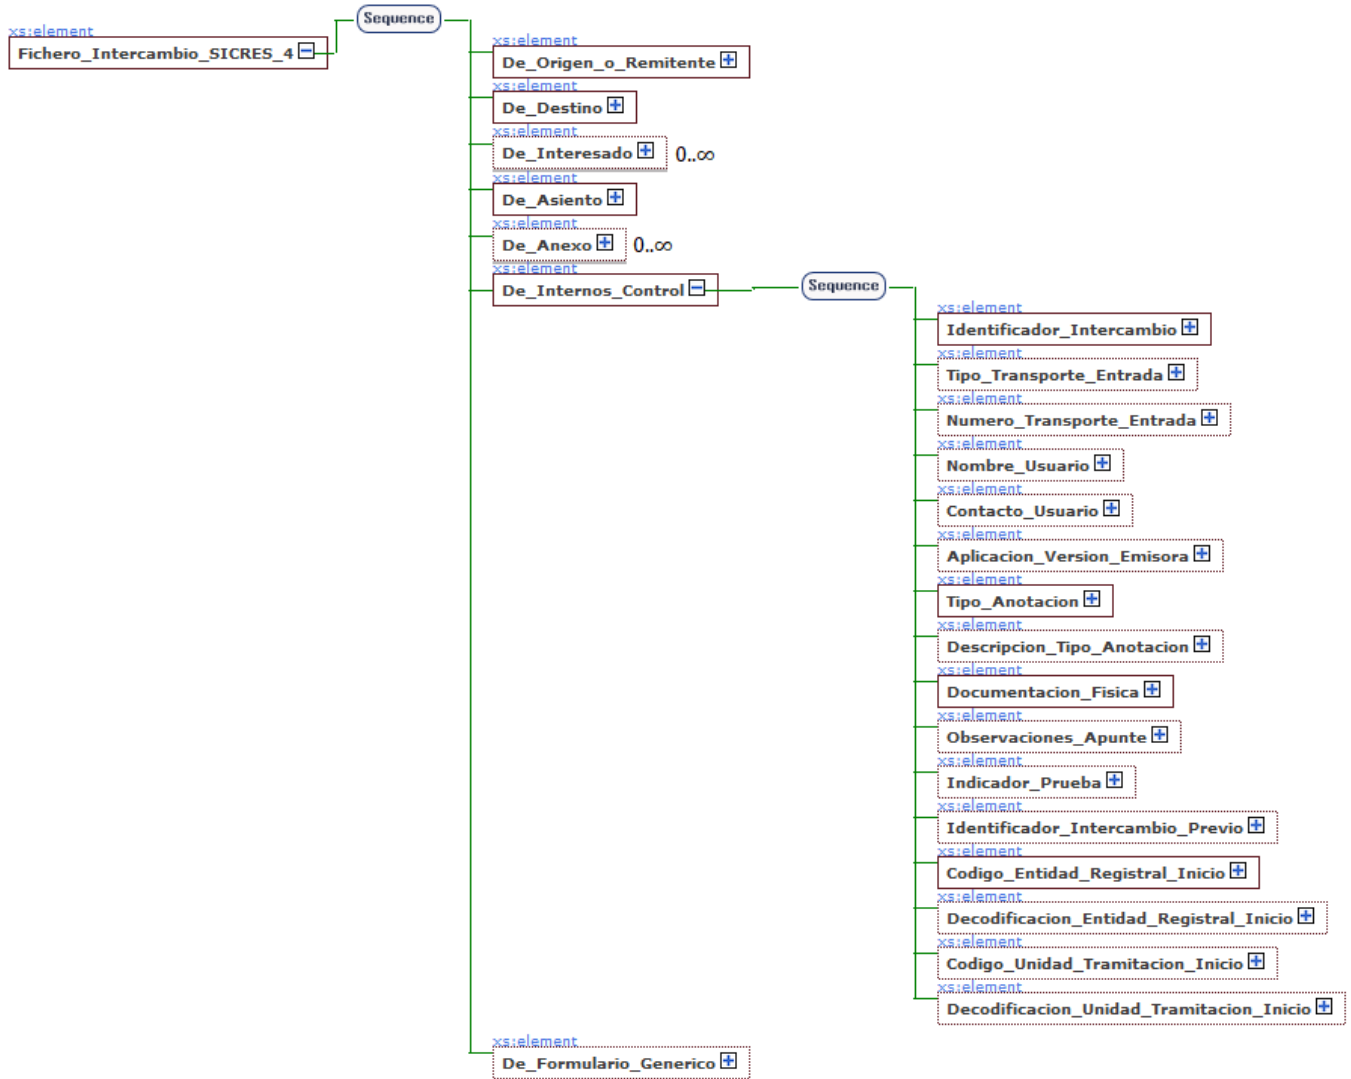 xs:element
Fichero_Intercambio_SICRES_4
Sequence
xs:element
De_Origen_o_Remitente
xs:element
De_Destino
xs:element
De_Interesado 0..∞
xs:element
De_Asiento
xs:element
De_Anexo 0..∞
xs:element
De_Internos_Control
Sequence
xs:element
Identificador_Intercambio
xs:element
Tipo_Transporte_Entrada
xs:element
Numero_Transporte_Entrada
xs:element
Nombre_Usuario
xs:element
Contacto_Usuario
xs:element
Aplicacion_Version_Emisora
xs:element
Tipo_Anotacion
xs:element
Descripcion_Tipo_Anotacion
xs:element
Documentacion_Fisica
xs:element
Observaciones_Apunte
xs:element
Indicador_Prueba
xs:element
Identificador_Intercambio_Previo
xs:element
Codigo_Entidad_Registral_Inicio
xs:element
Decodificacion_Entidad_Registral_Inicio
xs:element
Codigo_Unidad_Tramitacion_Inicio
xs:element
Decodificacion_Unidad_Tramitacion_Inicio
xs:element
De_Formulario_Generico